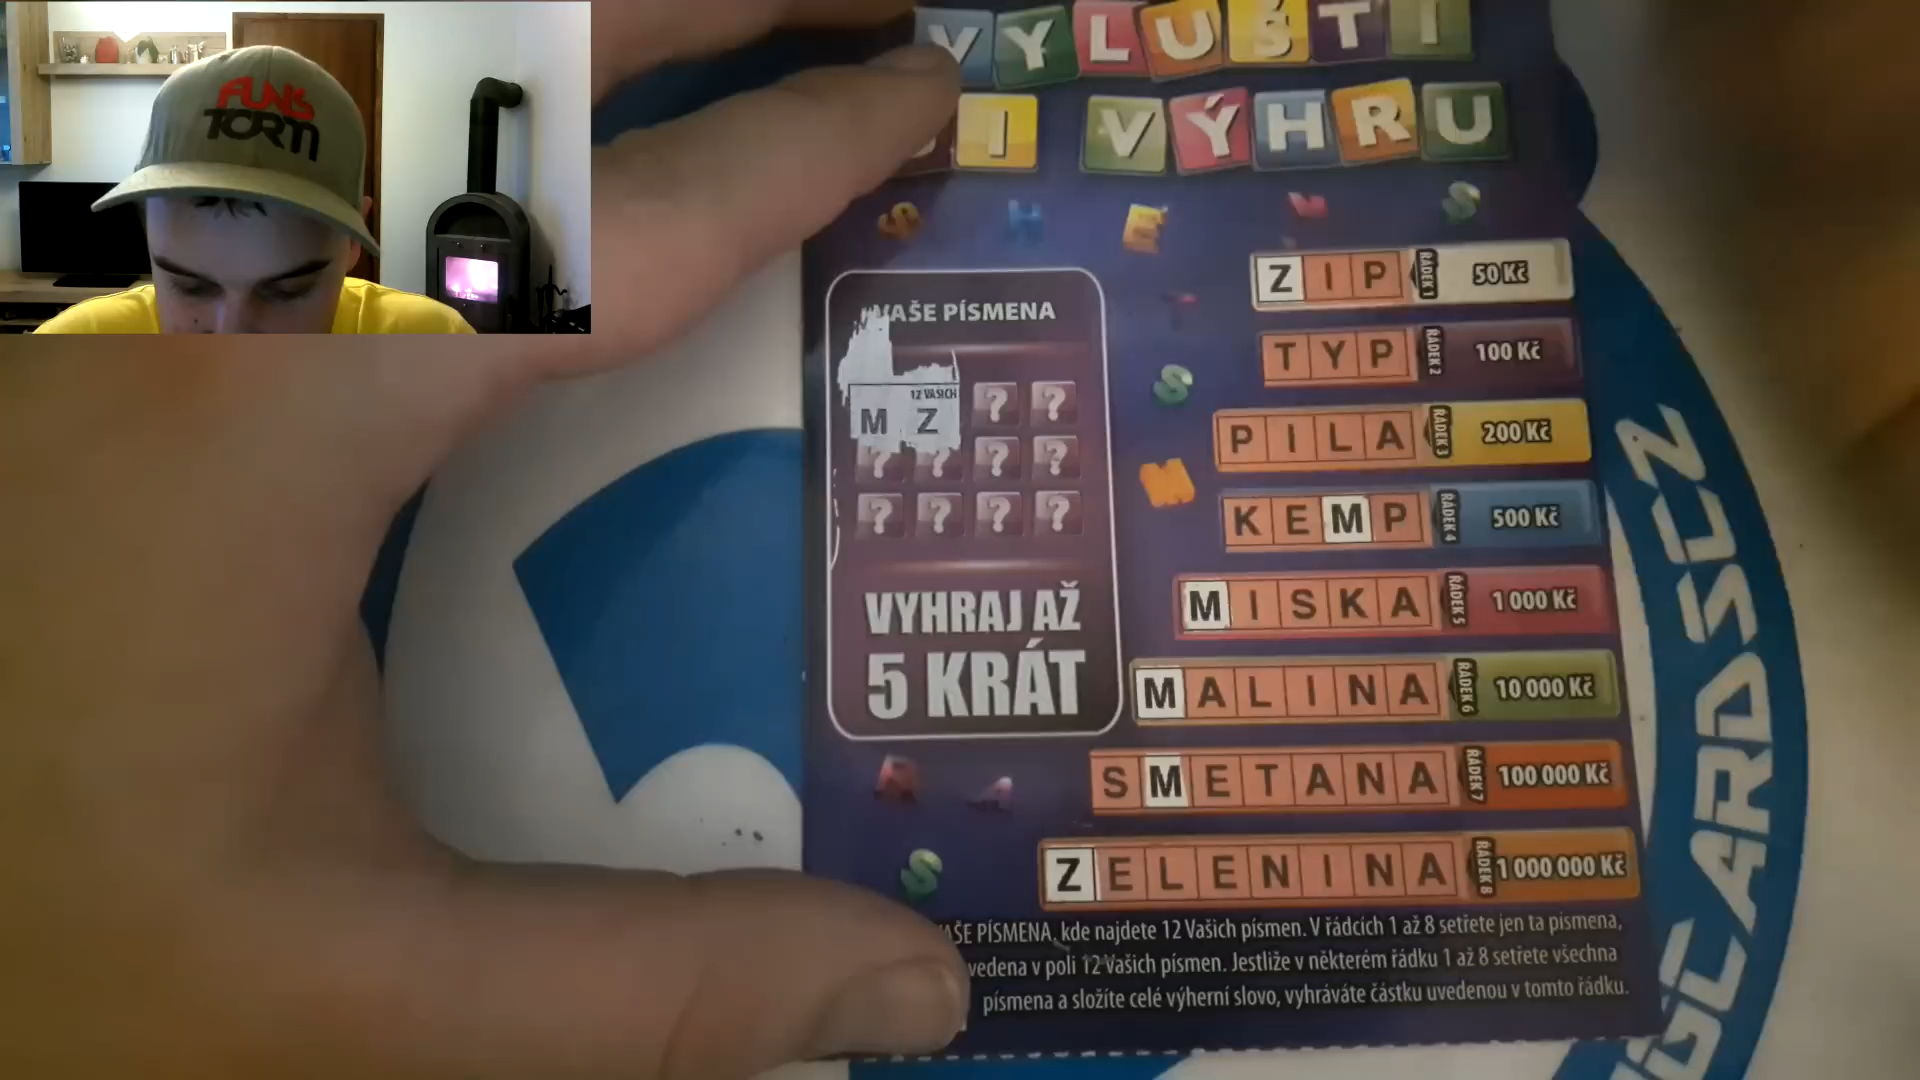 FUNS
TORM
VYLUŠTI
SI VÝHRU
VAŠE PÍSMENA
12 VAŠICH
M Z ? ?
? ? ? ?
? ? ? ?
VYHRAJ AŽ
5 KRÁT
ZIP ŘÁDEK 1 50 Kč
TYP ŘÁDEK 2 100 Kč
PILA ŘÁDEK 3 200 Kč
KEMP ŘÁDEK 4 500 Kč
MISKA ŘÁDEK 5 1 000 Kč
MALINA ŘÁDEK 6 10 000 Kč
SMETANA ŘÁDEK 7 100 000 Kč
ZELENINA ŘÁDEK 8 1 000 000 Kč
VAŠE PÍSMENA, kde najdete 12 Vašich písmen. V řádcích 1 až 8 setřete jen ta písmena,
v poli 12 Vašich písmen. Jestliže v některém řádku 1 až 8 setřete všechna
písmena a složíte celé výherní slovo, vyhráváte částku uvedenou v tomto řádku.